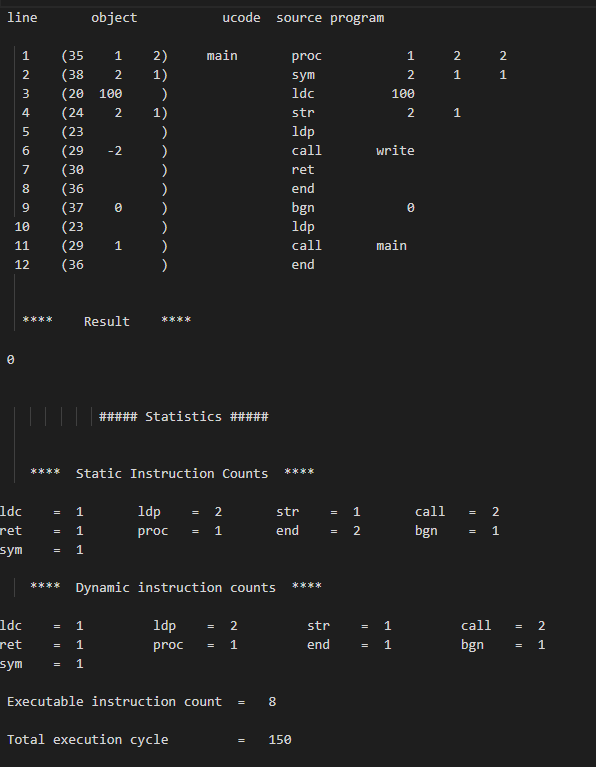 line object ucode source program
1 (35 1 2) main proc 1 2 2
2 (38 2 1) sym 2 1 1
3 (20 100 ) ldc 100
4 (24 2 1) str 2 1
5 (23 ) ldp
6 (29 -2 ) call write
7 (30 ) ret
8 (36 ) end
9 (37 0 ) bgn 0
10 (23 ) ldp
11 (29 1 ) call main
12 (36 ) end
**** Result ****
0
##### Statistics #####
**** Static Instruction Counts ****
ldc = 1 ldp = 2 str = 1 call = 2
ret = 1 proc = 1 end = 2 bgn = 1
sym = 1
**** Dynamic instruction counts ****
ldc = 1 ldp = 2 str = 1 call = 2
ret = 1 proc = 1 end = 1 bgn = 1
sym = 1
Executable instruction count = 8
Total execution cycle = 150